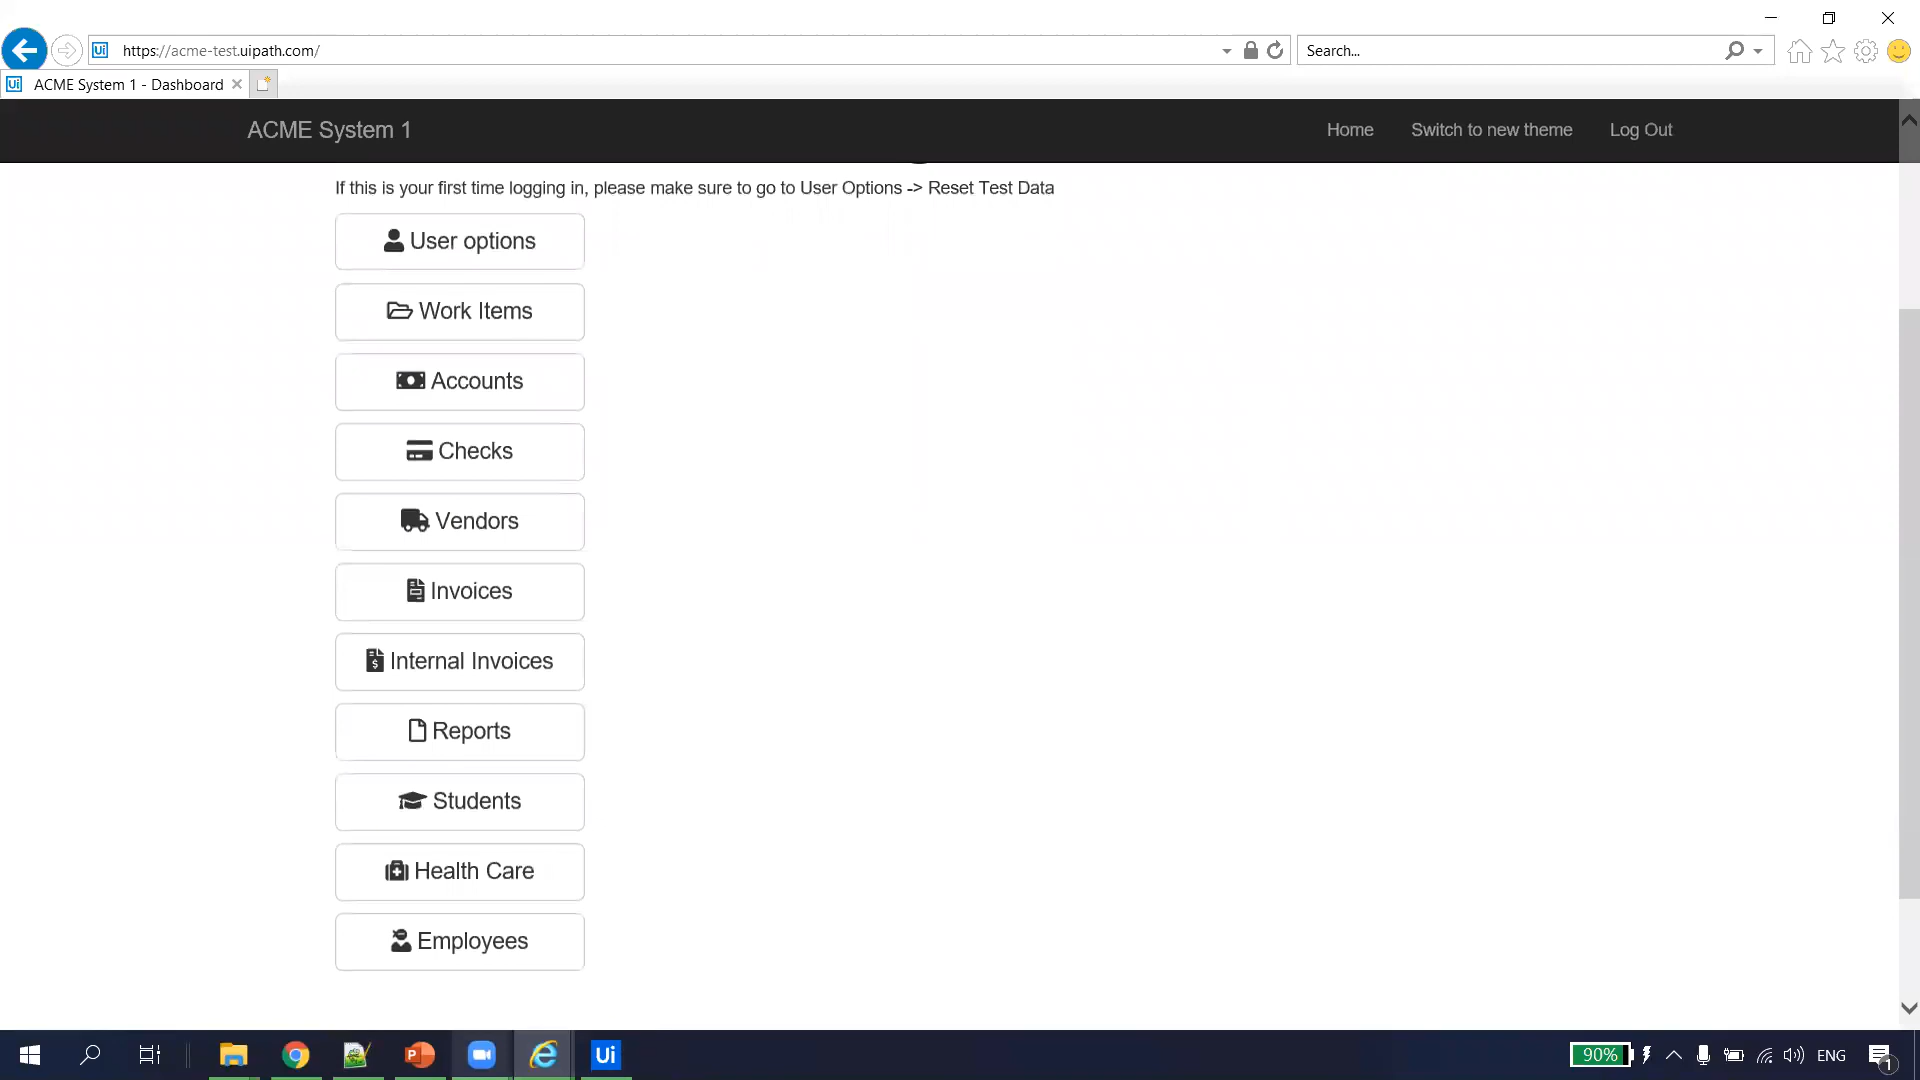 https://acme-test.uipath.com/
Search...
ACME System 1 - Dashboard
ACME System 1
Home
Switch to new theme
Log Out
If this is your first time logging in, please make sure to go to User Options -> Reset Test Data
User options
Work Items
Accounts
Checks
Vendors
Invoices
Internal Invoices
Reports
Students
Health Care
Employees
Ui
90%
ENG
1